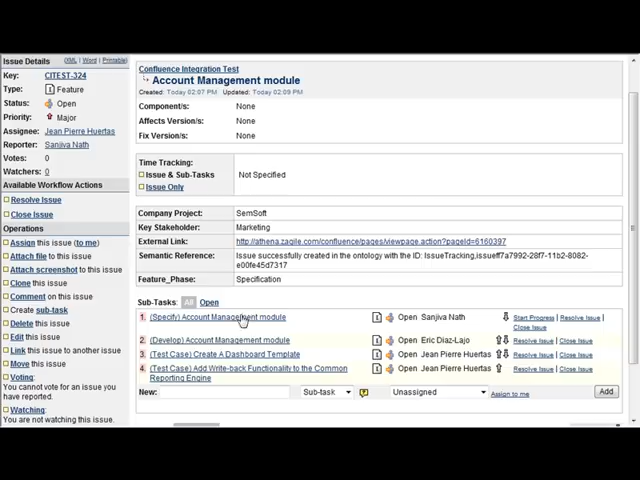 Issue Details (XML | Word | Printable)
Key: CITEST-324
Type: Feature
Status: Open
Priority: Major
Assignee: Jean Pierre Huertas
Reporter: Sanjiva Nath
Votes: 0
Watchers: 0
Available Workflow Actions
Resolve Issue
Close Issue
Operations
Assign this issue (to me)
Attach file to this issue
Attach screenshot to this issue
Clone this issue
Comment on this issue
Create sub-task
Delete this issue
Edit this issue
Link this issue to another issue
Move this issue
Voting:
You cannot vote for an issue you have reported.
Watching:
You are not watching this issue.
Confluence Integration Test
Account Management module
Created: Today 02:07 PM Updated: Today 02:09 PM
Component/s: None
Affects Version/s: None
Fix Version/s: None
Time Tracking:
Issue & Sub-Tasks Not Specified
Issue Only
Company Project: SemSoft
Key Stakeholder: Marketing
External Link: http://athena.zagile.com/confluence/pages/viewpage.action?pageId=6160397
Semantic Reference: Issue successfully created in the ontology with the ID: IssueTracking,issueff7a7992-28f7-11b2-8082-
e00fe45d7317
Feature_Phase: Specification
Sub-Tasks: All Open
1. (Specify) Account Management module Open Sanjiva Nath Start Progress | Resolve Issue |
Close Issue
2. (Develop) Account Management module Open Eric Diaz-Lajo Resolve Issue | Close Issue
3. (Test Case) Create A Dashboard Template Open Jean Pierre Huertas Resolve Issue | Close Issue
4. (Test Case) Add Write-back Functionality to the Common Open Jean Pierre Huertas Resolve Issue | Close Issue
Reporting Engine
New: Sub-task Unassigned Assign to me Add